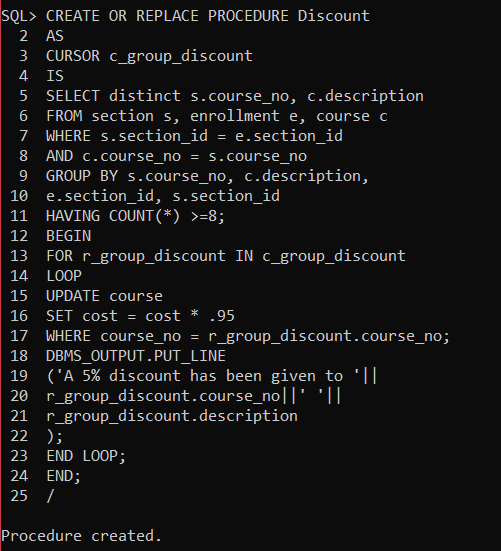 SQL> CREATE OR REPLACE PROCEDURE Discount
2 AS
3 CURSOR c_group_discount
4 IS
5 SELECT distinct s.course_no, c.description
6 FROM section s, enrollment e, course c
7 WHERE s.section_id = e.section_id
8 AND c.course_no = s.course_no
9 GROUP BY s.course_no, c.description,
10 e.section_id, s.section_id
11 HAVING COUNT(*) >=8;
12 BEGIN
13 FOR r_group_discount IN c_group_discount
14 LOOP
15 UPDATE course
16 SET cost = cost * .95
17 WHERE course_no = r_group_discount.course_no;
18 DBMS_OUTPUT.PUT_LINE
19 ('A 5% discount has been given to '||
20 r_group_discount.course_no||' '||
21 r_group_discount.description
22 );
23 END LOOP;
24 END;
25 /
Procedure created.